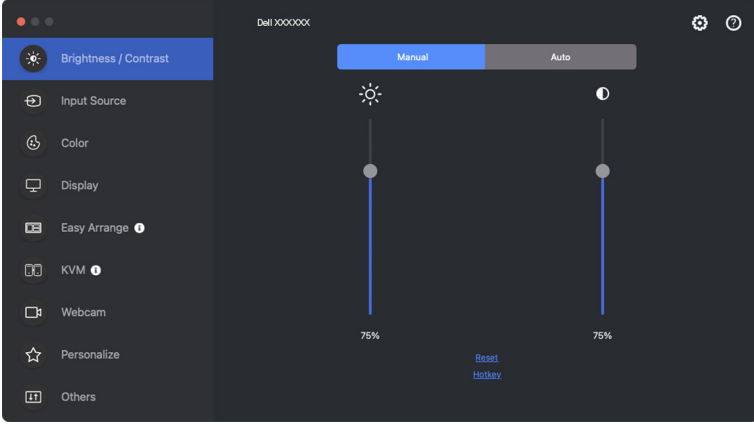 Dell XXXXXX
Brightness / Contrast
Input Source
Color
Display
Easy Arrange
KVM
Webcam
Personalize
Others
Manual
Auto
75%
75%
Reset
Hotkey